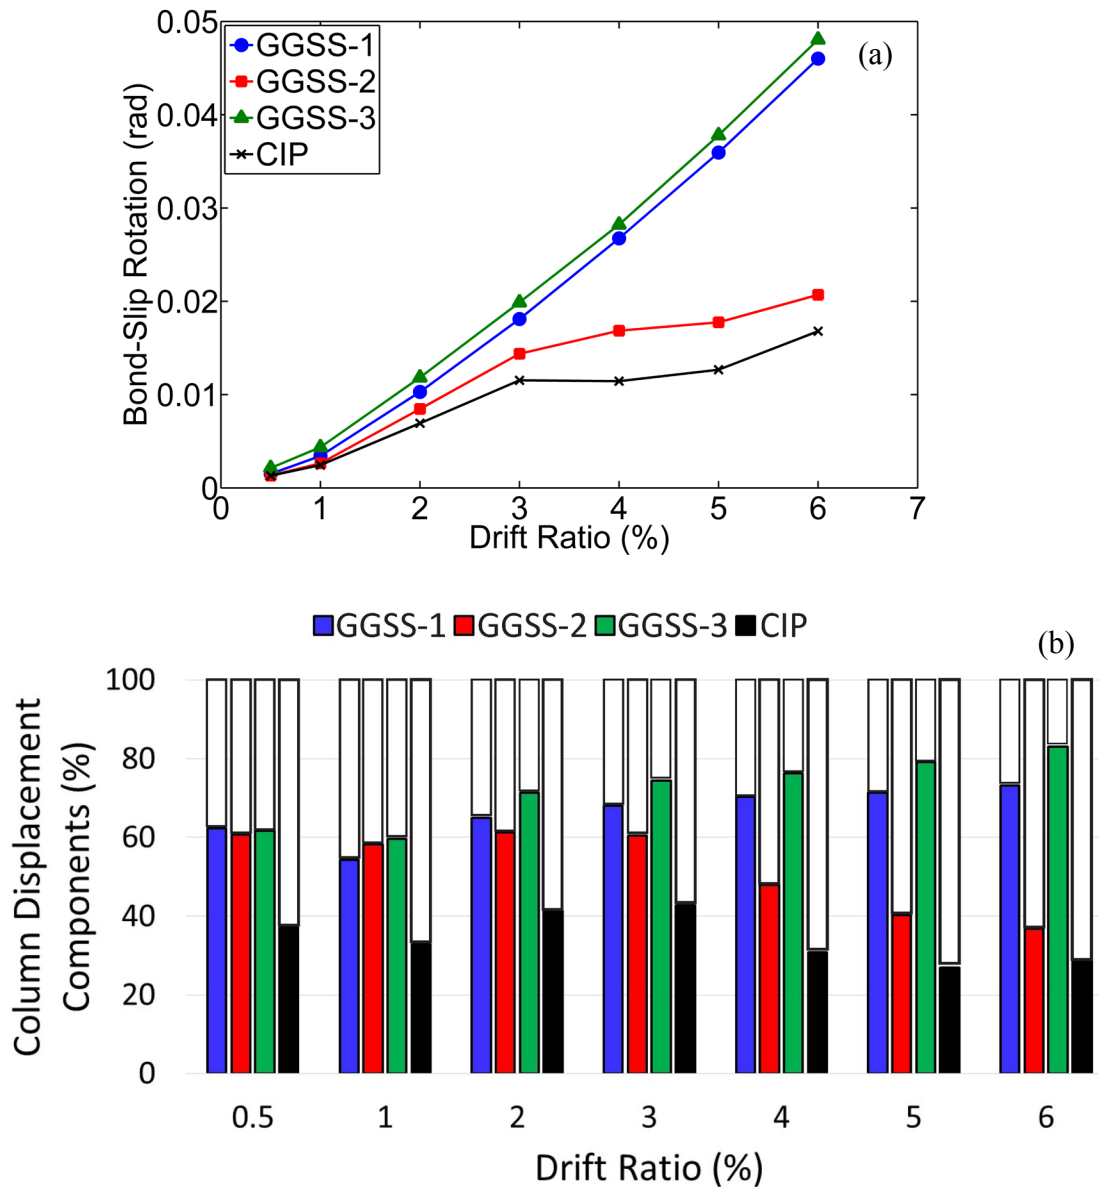 0.05
GGSS-1
(a)
GGSS-2
0.04
GGSS-3
CIP
0.03
0.02
0.01
0
Bond-Slip Rotation (rad)
0 1 2 3 4 5 6 7
Drift Ratio (%)
GGSS-1 GGSS-2 GGSS-3 CIP
(b)
100
80
60
40
20
0
Column Displacement
Components (%)
0.5 1 2 3 4 5 6
Drift Ratio (%)